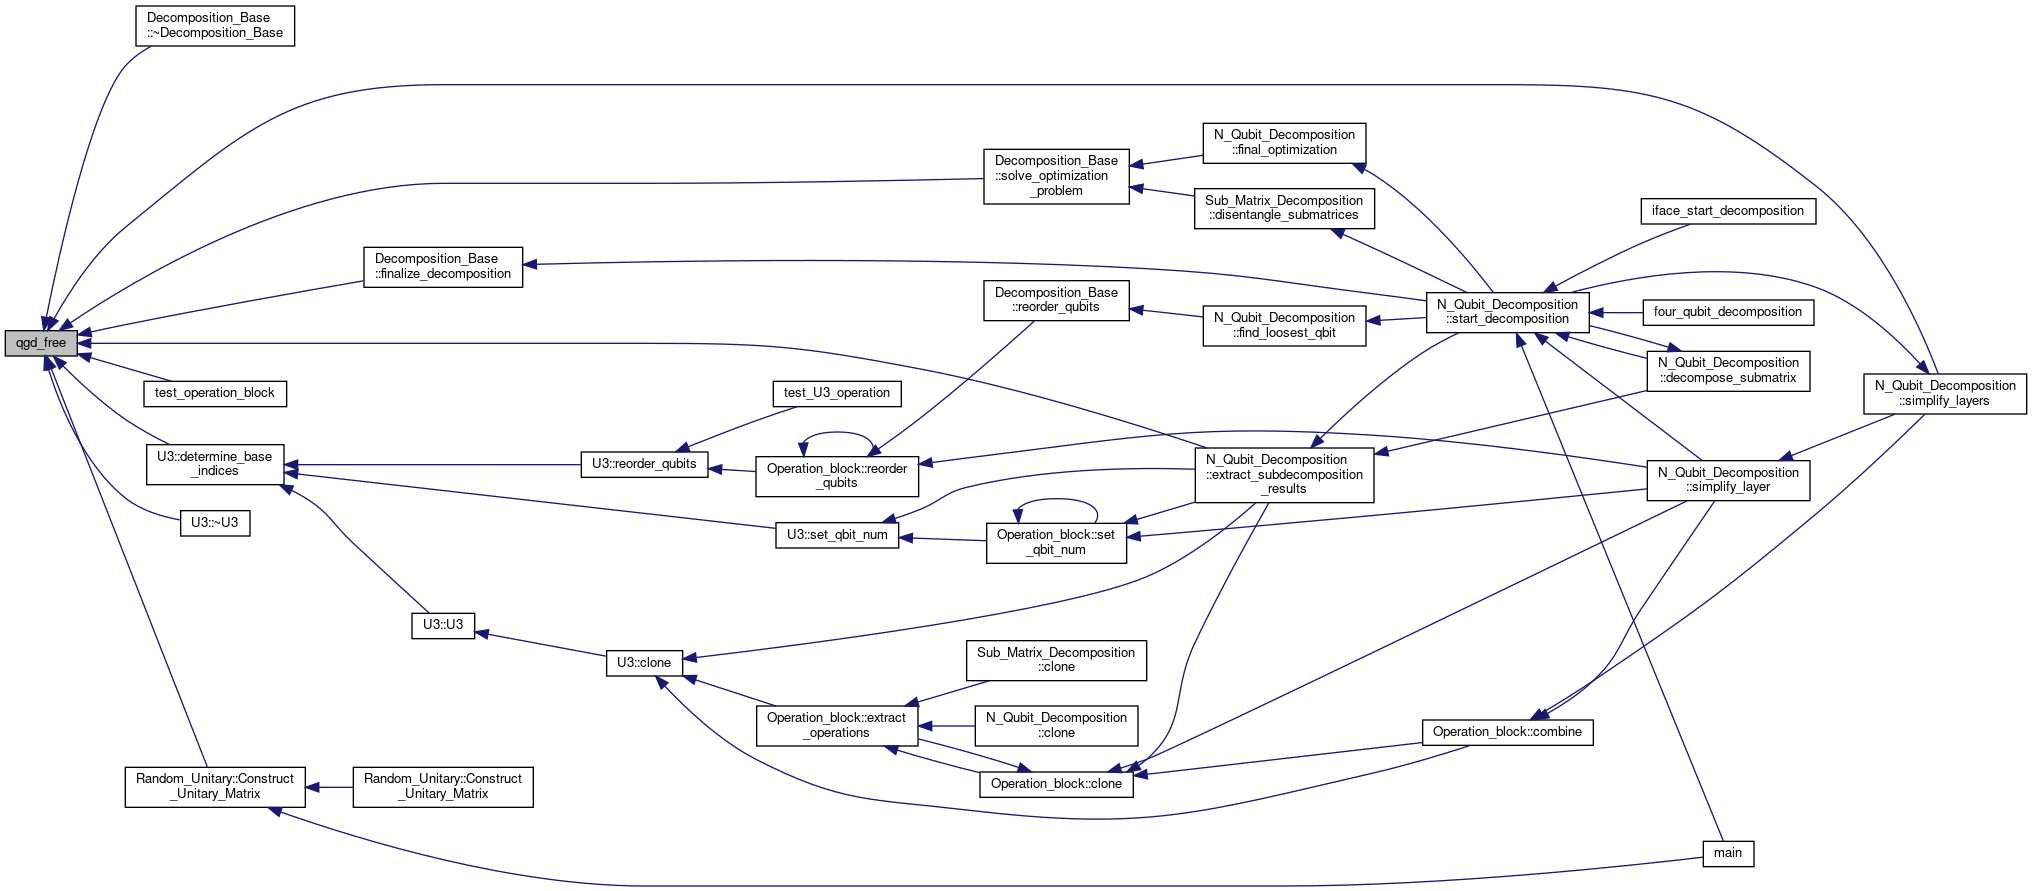 Decomposition_Base
::~Decomposition_Base
N_Qubit_Decomposition
::final_optimization
Decomposition_Base
::solve_optimization
_problem
Sub_Matrix_Decomposition
::disentangle_submatrices
iface_start_decomposition
Decomposition_Base
::finalize_decomposition
Decomposition_Base
::reorder_qubits
N_Qubit_Decomposition
::start_decomposition
four_qubit_decomposition
N_Qubit_Decomposition
::find_loosest_qbit
qgd_free
N_Qubit_Decomposition
::decompose_submatrix
N_Qubit_Decomposition
::simplify_layers
test_operation_block
test_U3_operation
U3::determine_base
_indices
U3::reorder_qubits
Operation_block::reorder
_qubits
N_Qubit_Decomposition
::extract_subdecomposition
_results
N_Qubit_Decomposition
::simplify_layer
U3::~U3
U3::set_qbit_num
Operation_block::set
_qbit_num
U3::U3
U3::clone
Sub_Matrix_Decomposition
::clone
Operation_block::extract
_operations
N_Qubit_Decomposition
::clone
Operation_block::combine
Random_Unitary::Construct
_Unitary_Matrix
Random_Unitary::Construct
_Unitary_Matrix
Operation_block::clone
main